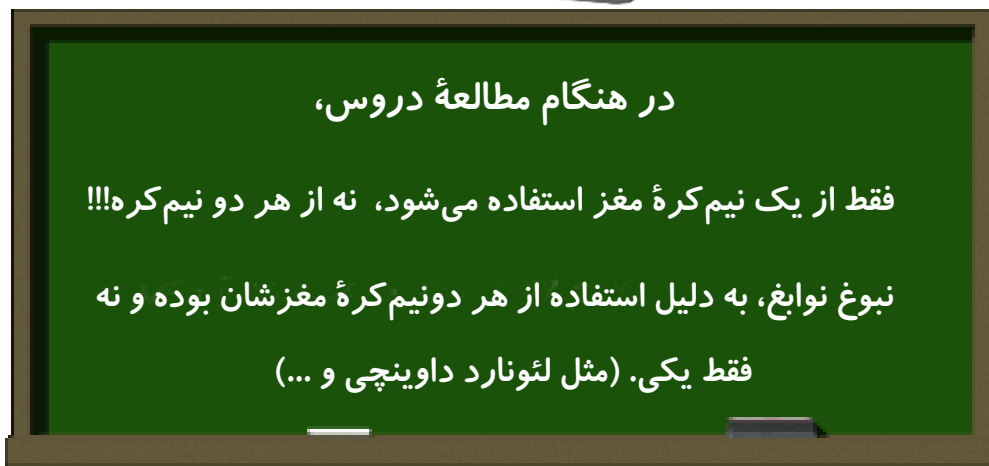 در هنگام مطالعهٔ دروس،
فقط از یک نیم‌کرهٔ مغز استفاده می‌شود، نه از هر دو نیم‌کره!!!
نبوغ نوابغ، به دلیل استفادهٔ از هر دونیم‌کرهٔ مغزشان بوده و نه
فقط یکی. (مثل لئونارد داوینچی و ...)